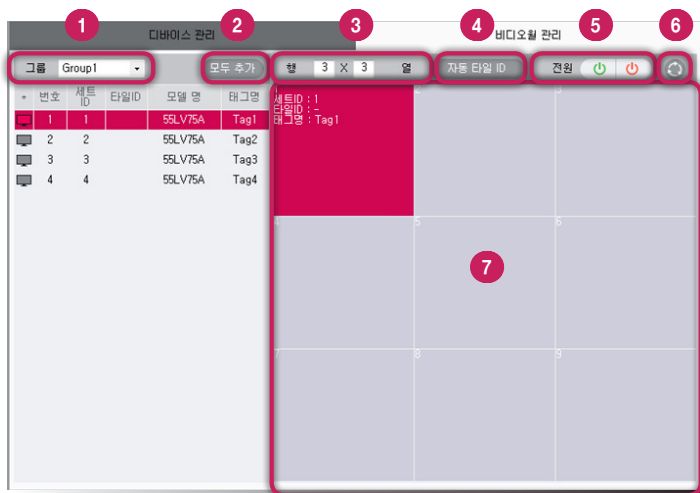 1 2 3 4 5 6
디바이스 관리 비디오월 관리
그룹 Group1 모두 추가 행 3 X 3 열 자동 타일 ID 전원
* 번호 세트 ID 타일ID 모델 명 태그명
1 1 55LV75A Tag1
2 2 55LV75A Tag2
3 3 55LV75A Tag3
4 4 55LV75A Tag4
1 2 3
세트ID : 1
타일ID : -
태그명 : Tag1
4 5 6
7
7 8 9